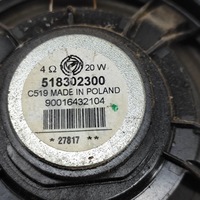 4 Ω 20 W
518302300
C519 MADE IN POLAND
90016432104
* 27817 **